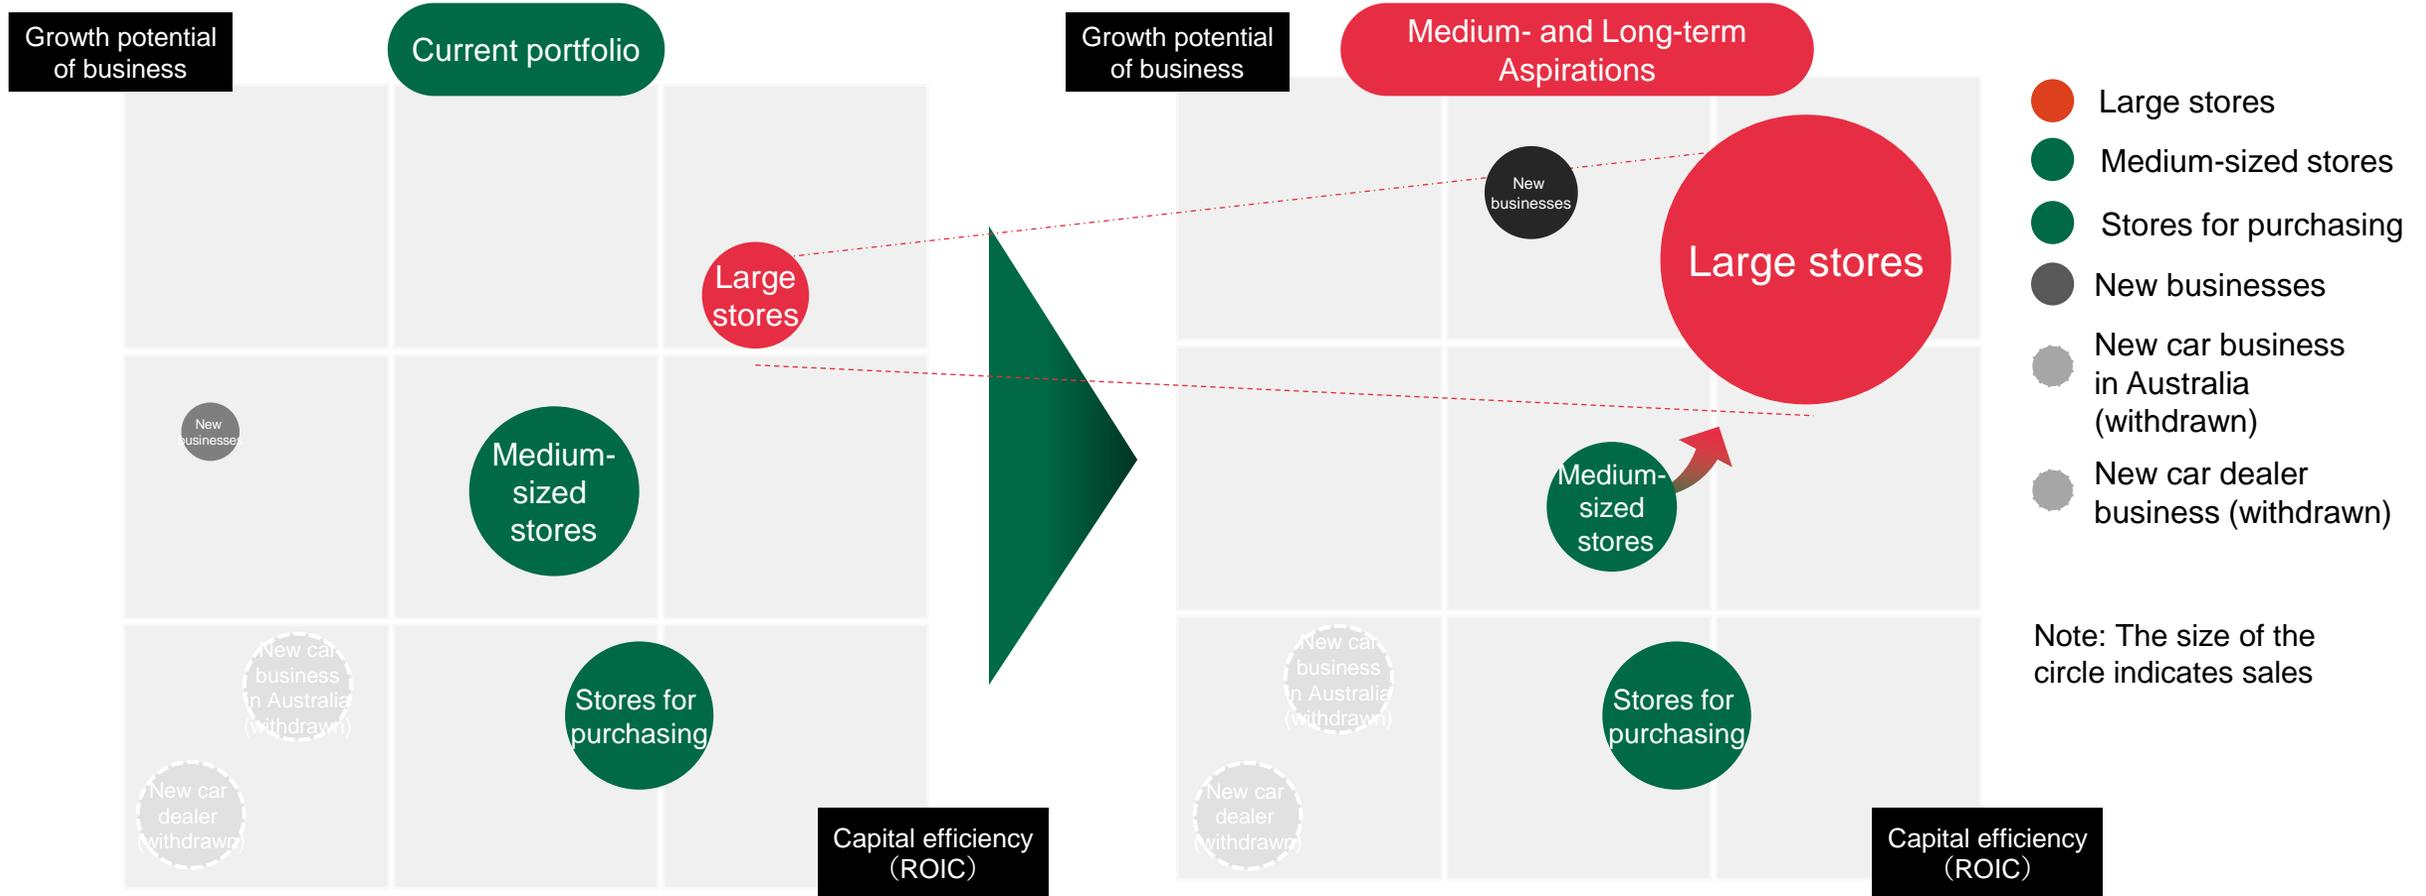 Growth potential
of business
Current portfolio
Large
stores
New
businesses
Medium-
sized
stores
New car
business
in Australia
(withdrawn)
Stores for
purchasing
New car
dealer
(withdrawn)
Capital efficiency
（ROIC）
Growth potential
of business
Medium- and Long-term
Aspirations
New
businesses
Large stores
Medium-
sized
stores
New car
business
in Australia
(withdrawn)
Stores for
purchasing
New car
dealer
(withdrawn)
Capital efficiency
（ROIC）
Large stores
Medium-sized stores
Stores for purchasing
New businesses
New car business
in Australia
(withdrawn)
New car dealer
business (withdrawn)
Note: The size of the
circle indicates sales